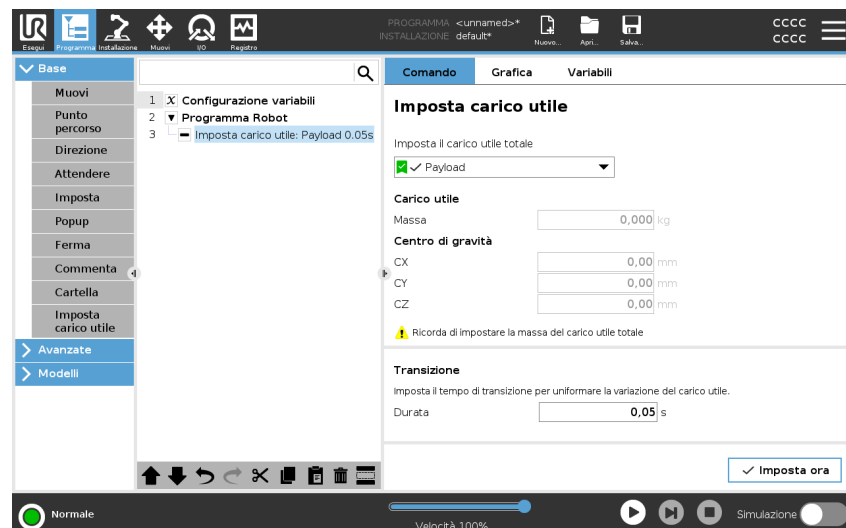 UR
PROGRAMMA <unnamed>*
INSTALLAZIONE default*
Esegui Programma Installazione Muovi I/O Registro
Nuovo... Apri... Salva...
cccc
cccc
Base
Muovi
Punto
percorso
Direzione
Attendere
Imposta
Popup
Ferma
Commenta
Cartella
Imposta
carico utile
Avanzate
Modelli
1 X Configurazione variabili
2 Programma Robot
3 Imposta carico utile: Payload 0.05s
Comando Grafica Variabili
Imposta carico utile
Imposta il carico utile totale
Payload
Carico utile
Massa 0,000 kg
Centro di gravità
CX 0,00 mm
CY 0,00 mm
CZ 0,00 mm
Ricorda di impostare la massa del carico utile totale
Transizione
Imposta il tempo di transizione per uniformare la variazione del carico utile.
Durata 0,05 s
Imposta ora
Normale
Velocità 100%
Simulazione